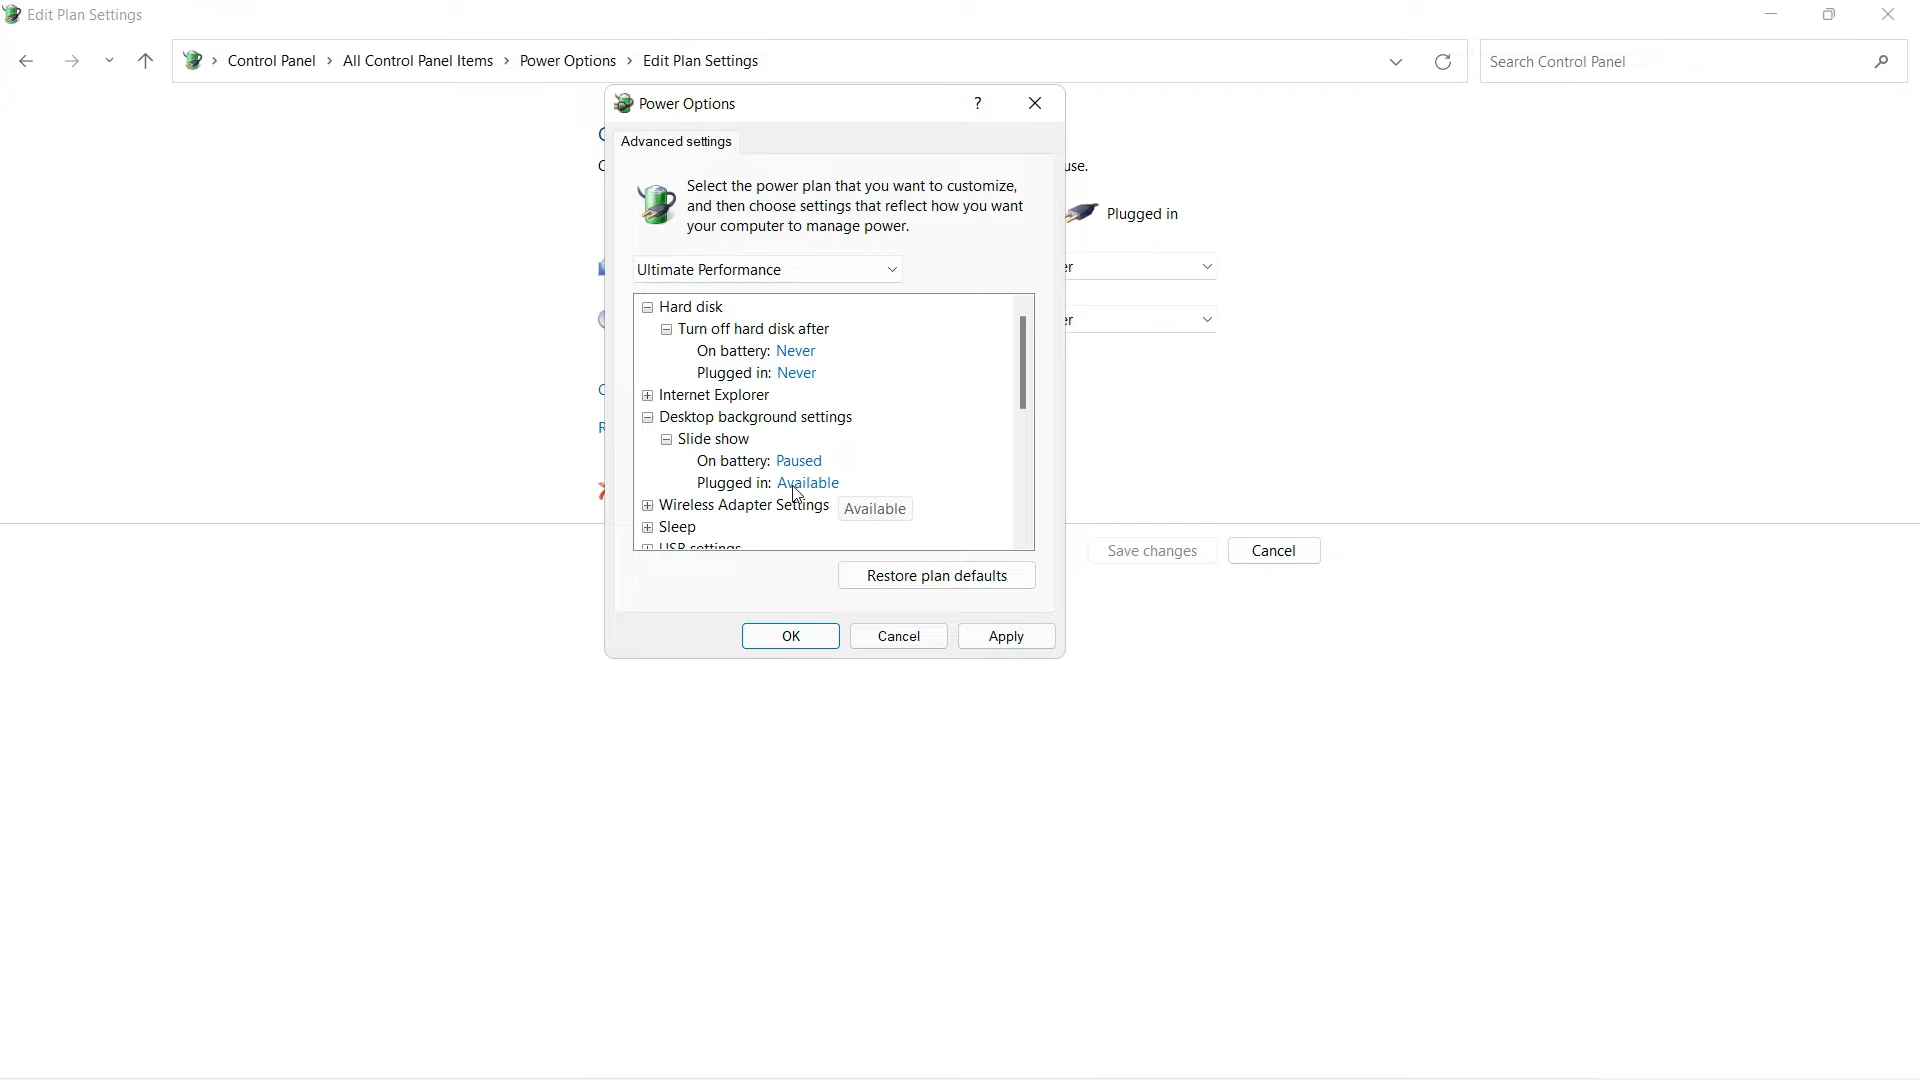 Edit Plan Settings
Control Panel > All Control Panel Items > Power Options > Edit Plan Settings
Search Control Panel
Power Options
?
Advanced settings
use.
Select the power plan that you want to customize,
and then choose settings that reflect how you want
your computer to manage power.
Plugged in
Ultimate Performance
Hard disk
Turn off hard disk after
On battery: Never
Plugged in: Never
Internet Explorer
Desktop background settings
Slide show
On battery: Paused
Plugged in: Available
Wireless Adapter Settings
Available
Sleep
USB settings
Save changes
Cancel
Restore plan defaults
OK
Cancel
Apply